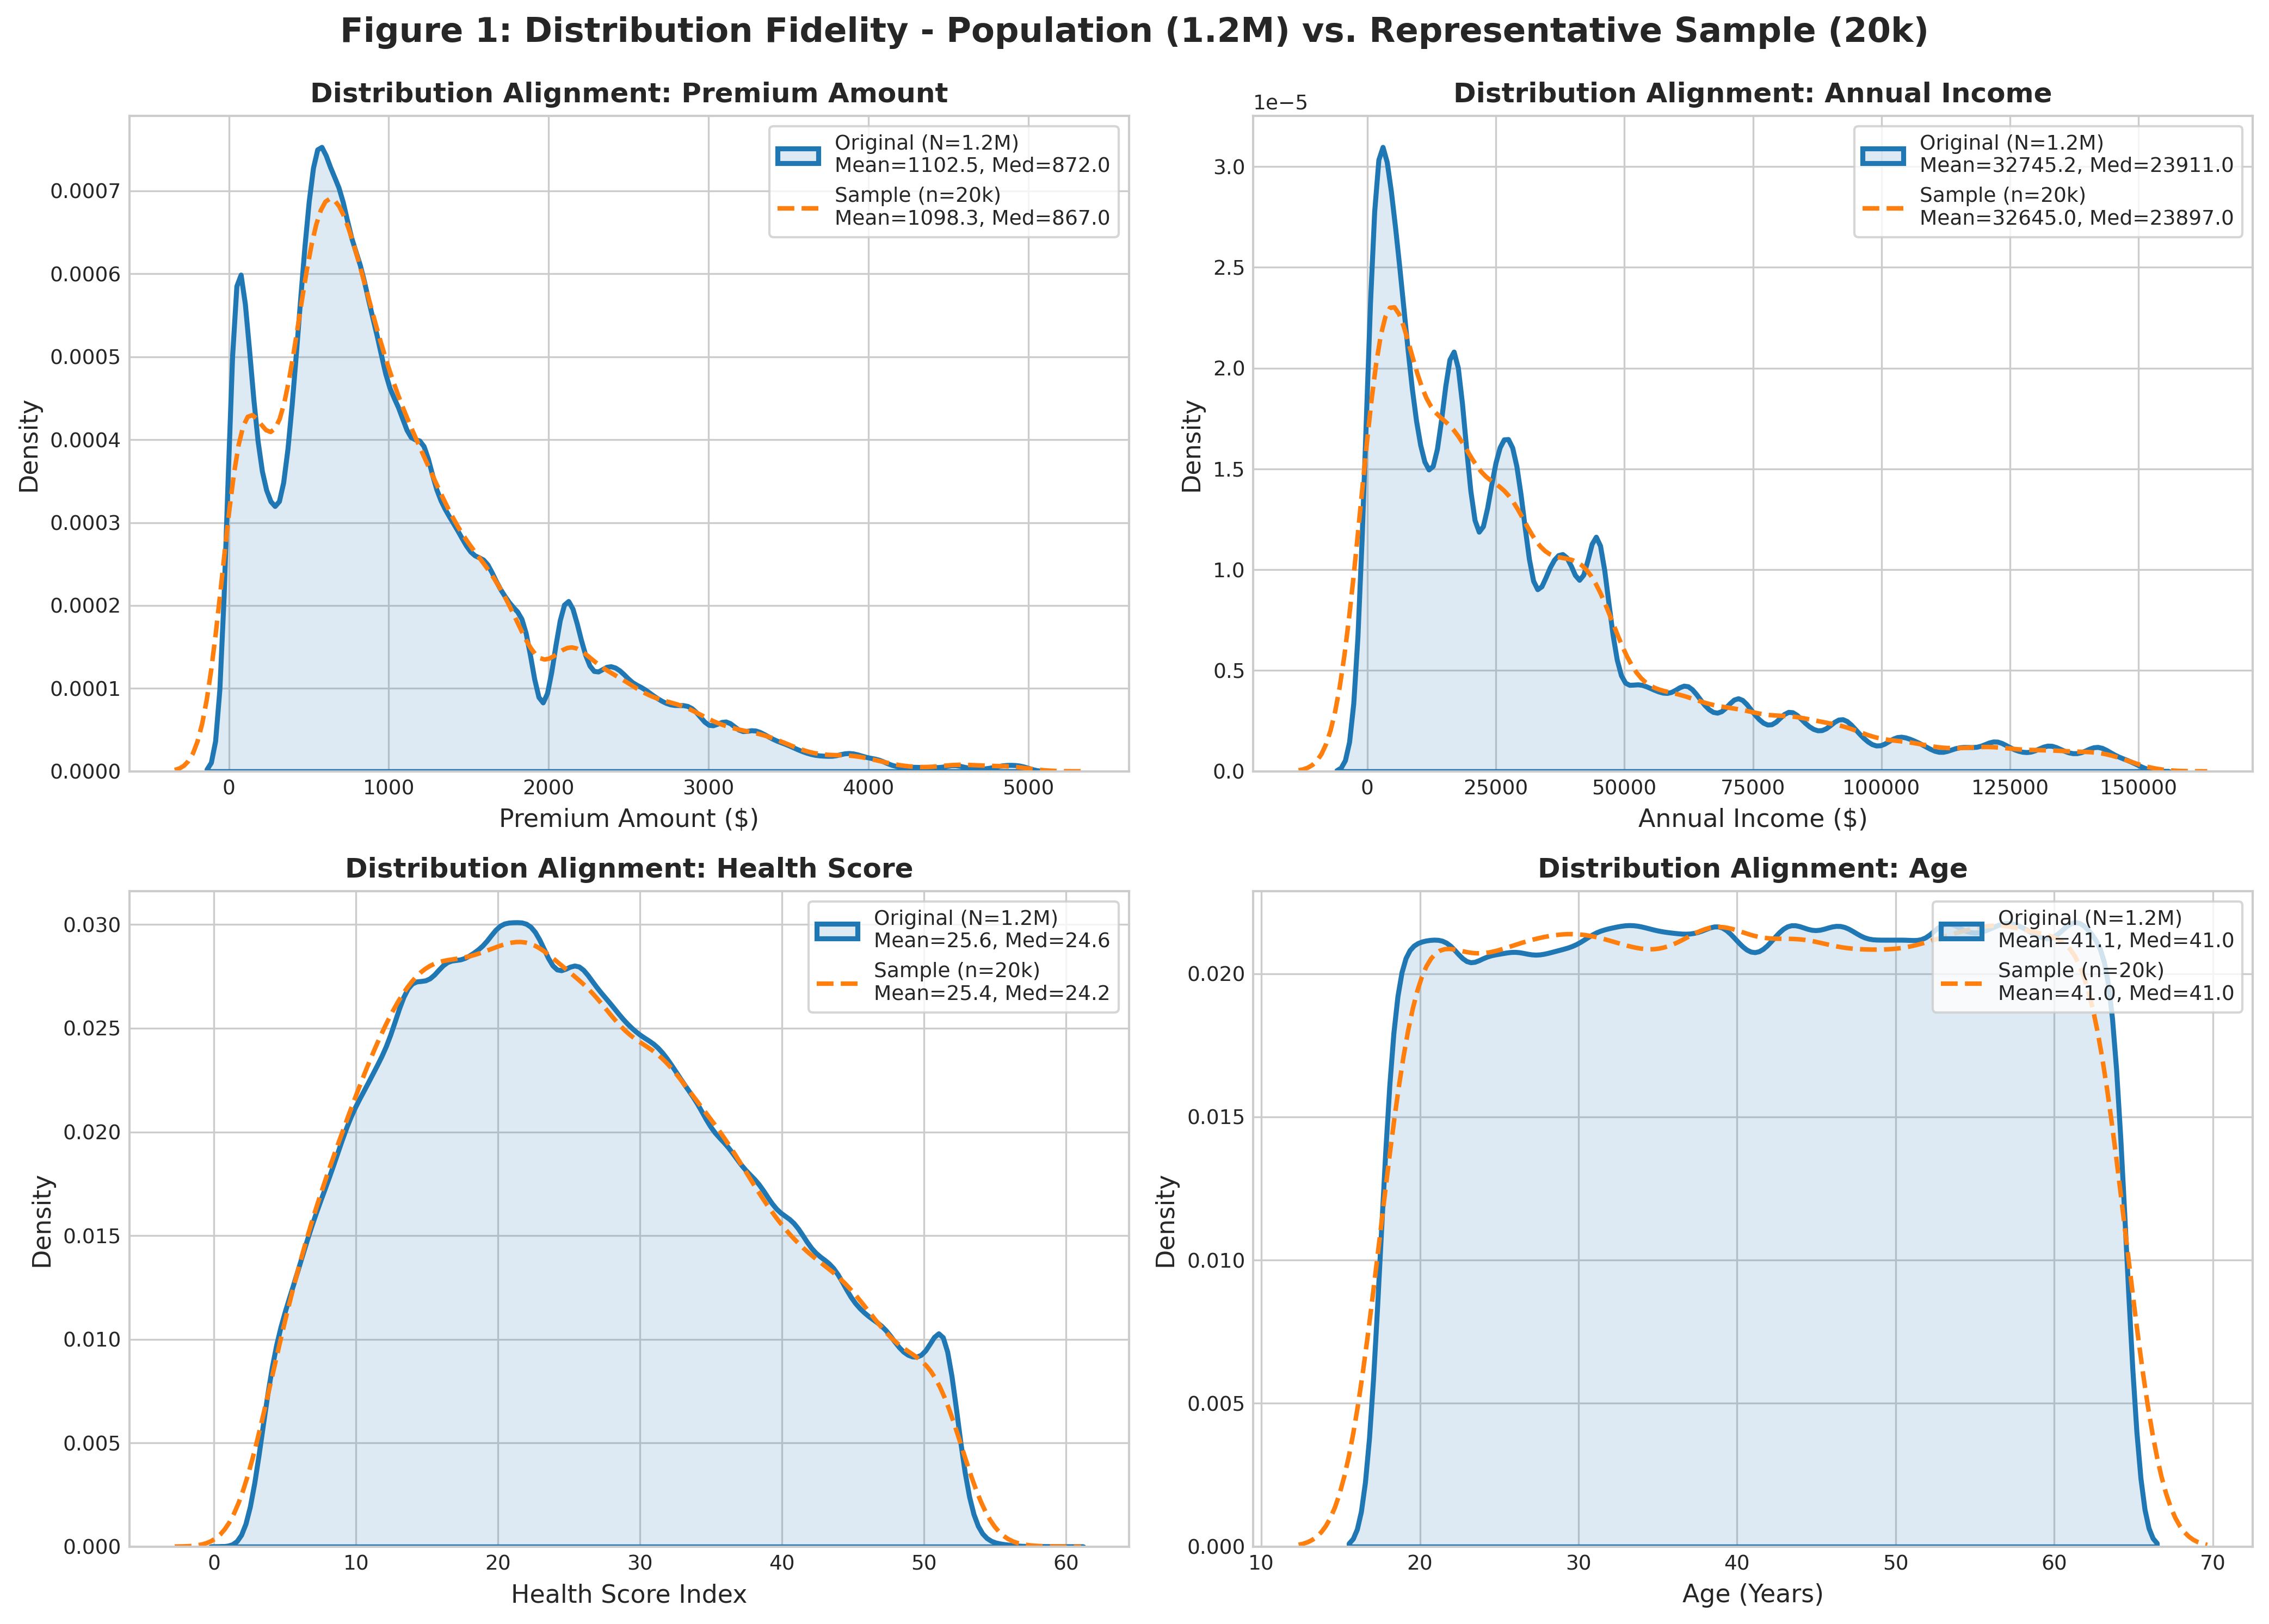 Figure 1: Distribution Fidelity - Population (1.2M) vs. Representative Sample (20k)
Distribution Alignment: Premium Amount
Original (N=1.2M)
Mean=1102.5, Med=872.0
Sample (n=20k)
Mean=1098.3, Med=867.0
Density
0.0007
0.0006
0.0005
0.0004
0.0003
0.0002
0.0001
0.0000
0 1000 2000 3000 4000 5000
Premium Amount ($)
Distribution Alignment: Annual Income
1e−5
Original (N=1.2M)
Mean=32745.2, Med=23911.0
Sample (n=20k)
Mean=32645.0, Med=23897.0
Density
3.0
2.5
2.0
1.5
1.0
0.5
0.0
0 25000 50000 75000 100000 125000 150000
Annual Income ($)
Distribution Alignment: Health Score
Original (N=1.2M)
Mean=25.6, Med=24.6
Sample (n=20k)
Mean=25.4, Med=24.2
Density
0.030
0.025
0.020
0.015
0.010
0.005
0.000
0 10 20 30 40 50 60
Health Score Index
Distribution Alignment: Age
Original (N=1.2M)
Mean=41.1, Med=41.0
Sample (n=20k)
Mean=41.0, Med=41.0
Density
0.020
0.015
0.010
0.005
0.000
10 20 30 40 50 60 70
Age (Years)